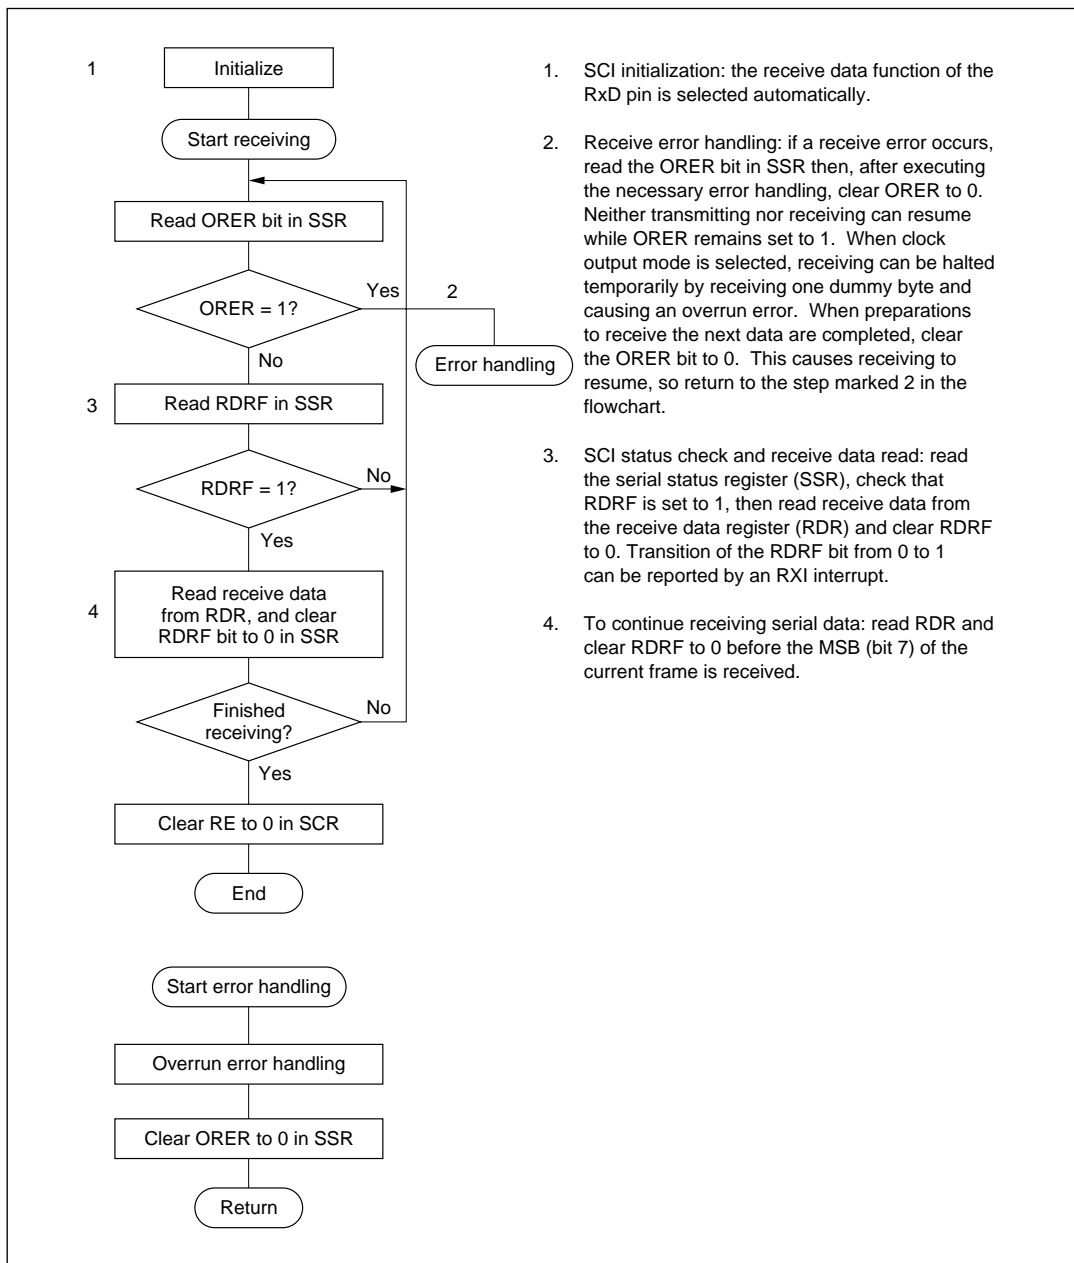 1
Initialize
Start receiving
Read ORER bit in SSR
ORER = 1?
Yes
2
No
Error handling
3
Read RDRF in SSR
RDRF = 1?
No
Yes
4
Read receive data
from RDR, and clear
RDRF bit to 0 in SSR
Finished
receiving?
No
Yes
Clear RE to 0 in SCR
End
Start error handling
Overrun error handling
Clear ORER to 0 in SSR
Return
1. SCI initialization: the receive data function of the
RxD pin is selected automatically.
2. Receive error handling: if a receive error occurs,
read the ORER bit in SSR then, after executing
the necessary error handling, clear ORER to 0.
Neither transmitting nor receiving can resume
while ORER remains set to 1. When clock
output mode is selected, receiving can be halted
temporarily by receiving one dummy byte and
causing an overrun error. When preparations
to receive the next data are completed, clear
the ORER bit to 0. This causes receiving to
resume, so return to the step marked 2 in the
flowchart.
3. SCI status check and receive data read: read
the serial status register (SSR), check that
RDRF is set to 1, then read receive data from
the receive data register (RDR) and clear RDRF
to 0. Transition of the RDRF bit from 0 to 1
can be reported by an RXI interrupt.
4. To continue receiving serial data: read RDR and
clear RDRF to 0 before the MSB (bit 7) of the
current frame is received.